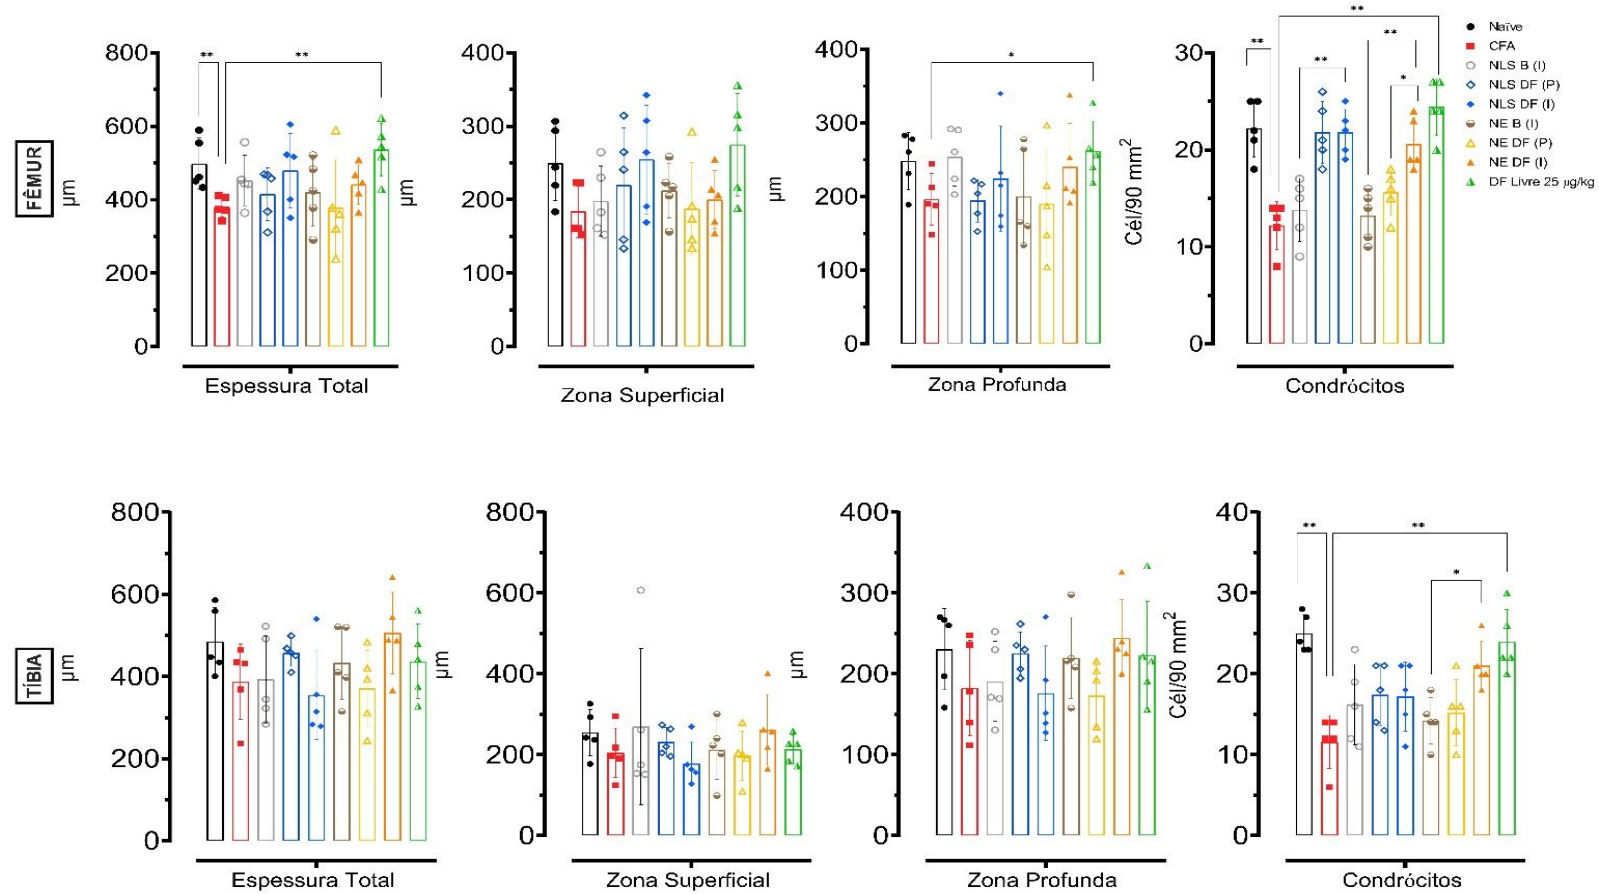 FÊMUR
800
600
400
200
0
µm
**
**
Espessura Total
400
300
200
100
0
µm
Zona Superficial
400
300
200
100
0
µm
*
Zona Profunda
30
20
10
0
Cél/90 mm²
**
**
**
**
*
Condrócitos
Naïve
CFA
NLS B (I)
NLS DF (P)
NLS DF (I)
NE B (I)
NE DF (P)
NE DF (I)
DF Livre 25 µg/kg
TÍBIA
800
600
400
200
0
µm
Espessura Total
800
600
400
200
0
µm
Zona Superficial
400
300
200
100
0
µm
Zona Profunda
40
30
20
10
0
Cél/90 mm²
**
**
*
Condrócitos